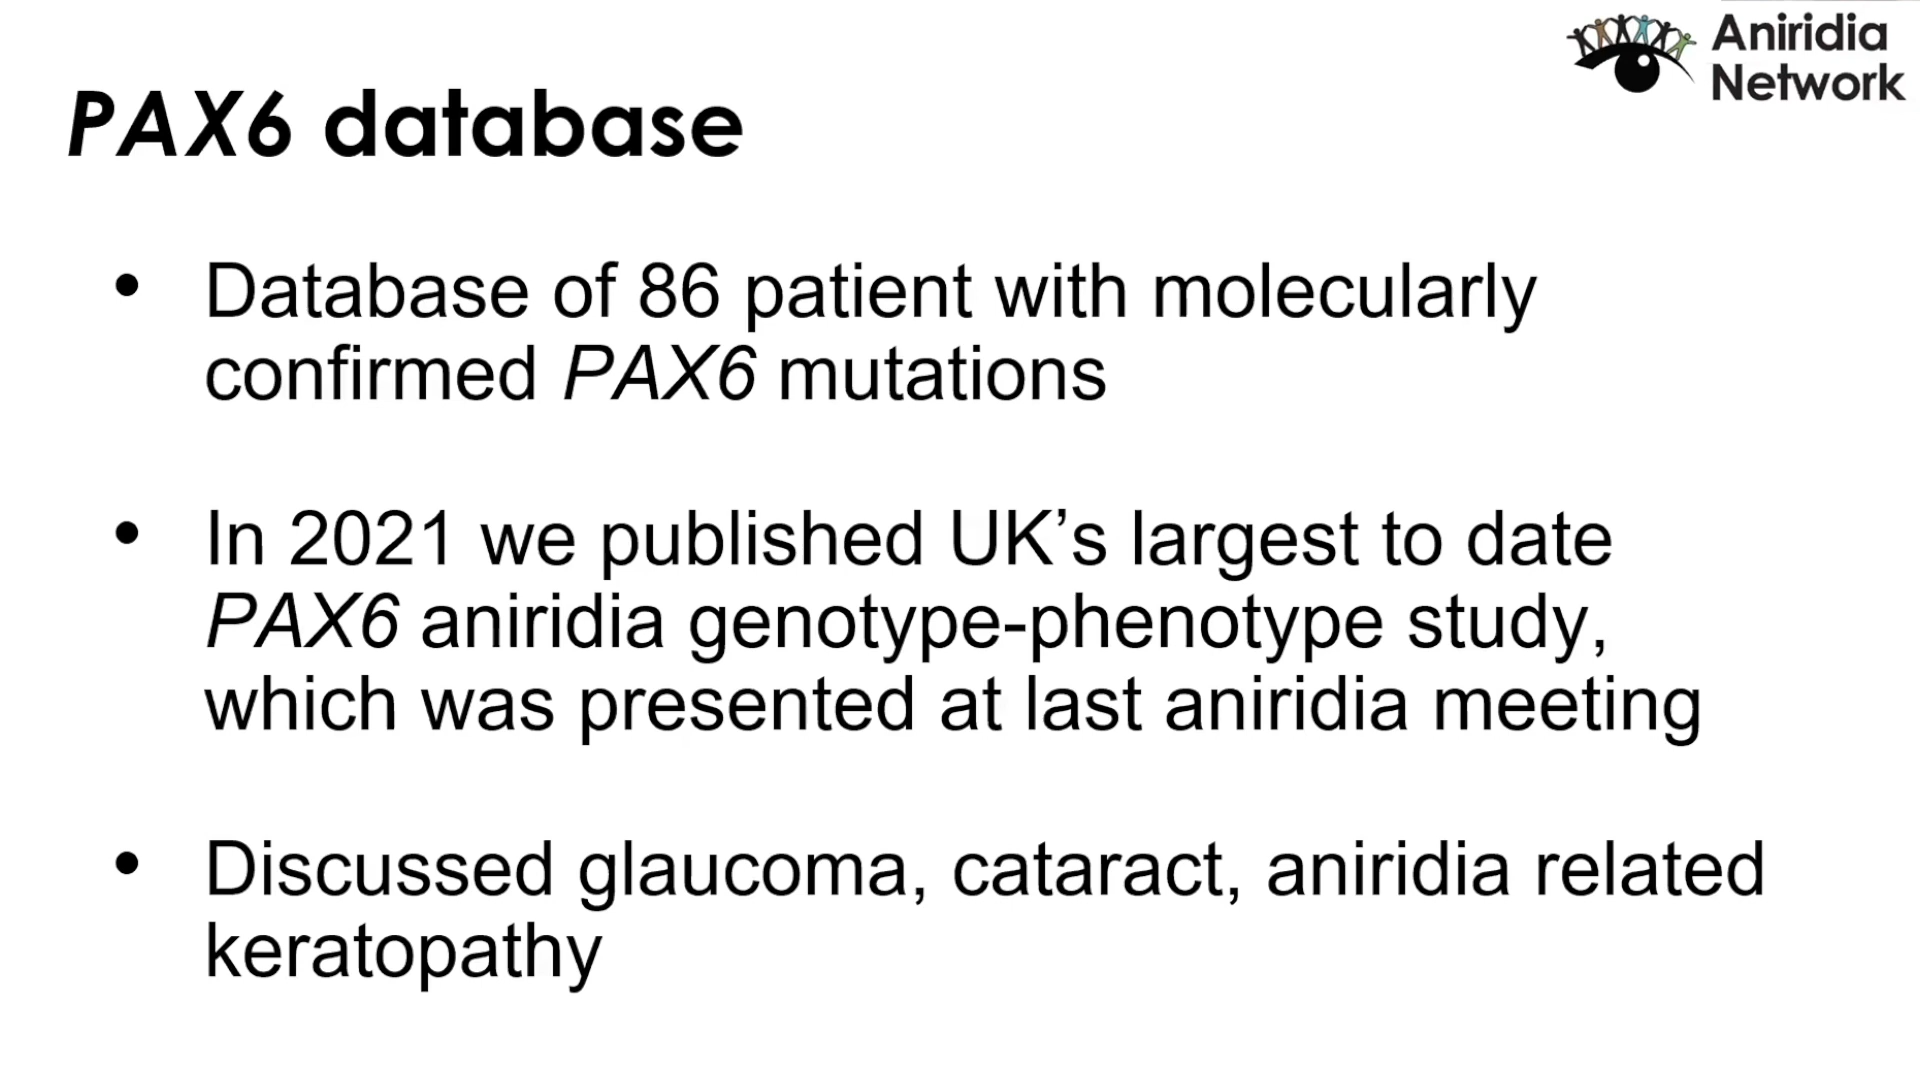 Aniridia
Network
PAX6 database
• Database of 86 patient with molecularly
confirmed PAX6 mutations
• In 2021 we published UK’s largest to date
PAX6 aniridia genotype-phenotype study,
which was presented at last aniridia meeting
• Discussed glaucoma, cataract, aniridia related
keratopathy